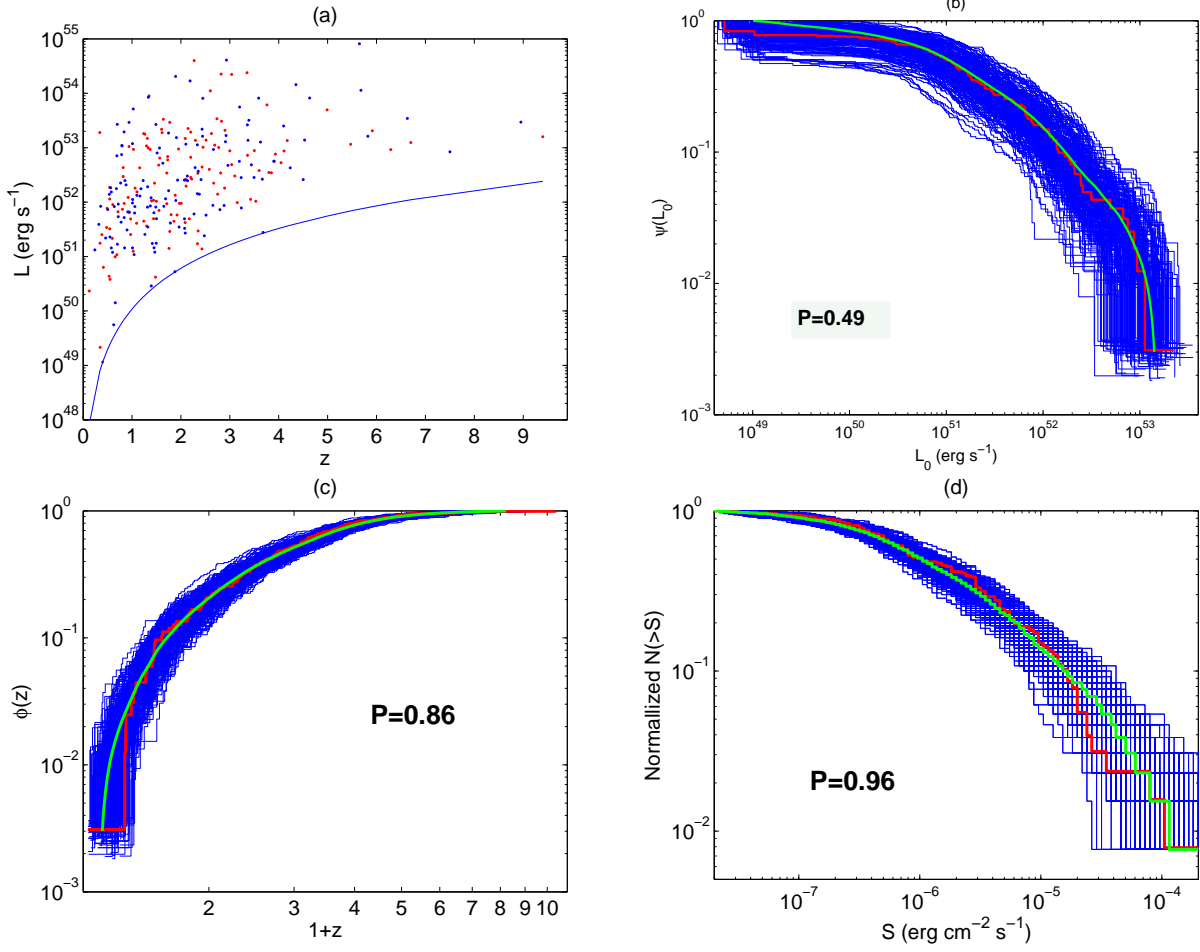 (a)
10^55
10^54
10^53
10^52
10^51
10^50
10^49
10^48
L (erg s^−1)
0 1 2 3 4 5 6 7 8 9
z
(b)
10^0
10^−1
10^−2
10^−3
ψ(L_0)
P=0.49
10^49 10^50 10^51 10^52 10^53
L_0 (erg s^−1)
(c)
10^0
10^−1
10^−2
10^−3
ϕ(z)
P=0.86
2 3 4 5 6 7 8 9 10
1+z
(d)
10^0
10^−1
10^−2
Normallized N(>S)
P=0.96
10^−7 10^−6 10^−5 10^−4
S (erg cm^−2 s^−1)